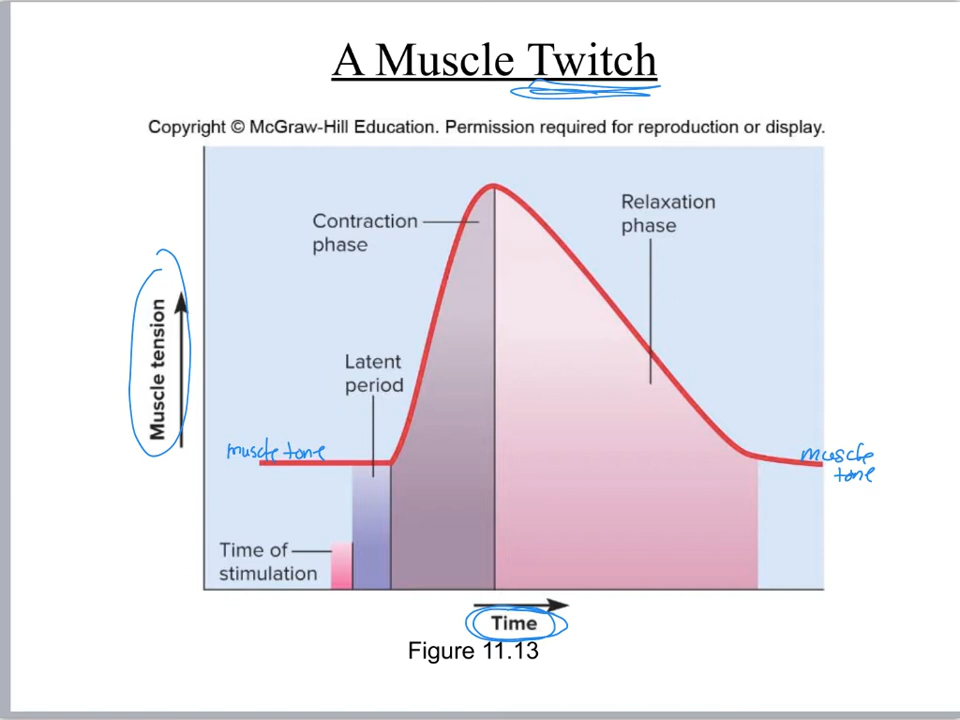 A Muscle Twitch
Copyright © McGraw-Hill Education. Permission required for reproduction or display.
Contraction
phase
Relaxation
phase
Latent
period
Muscle tension
muscle tone
muscle
tone
Time of
stimulation
Time
Figure 11.13